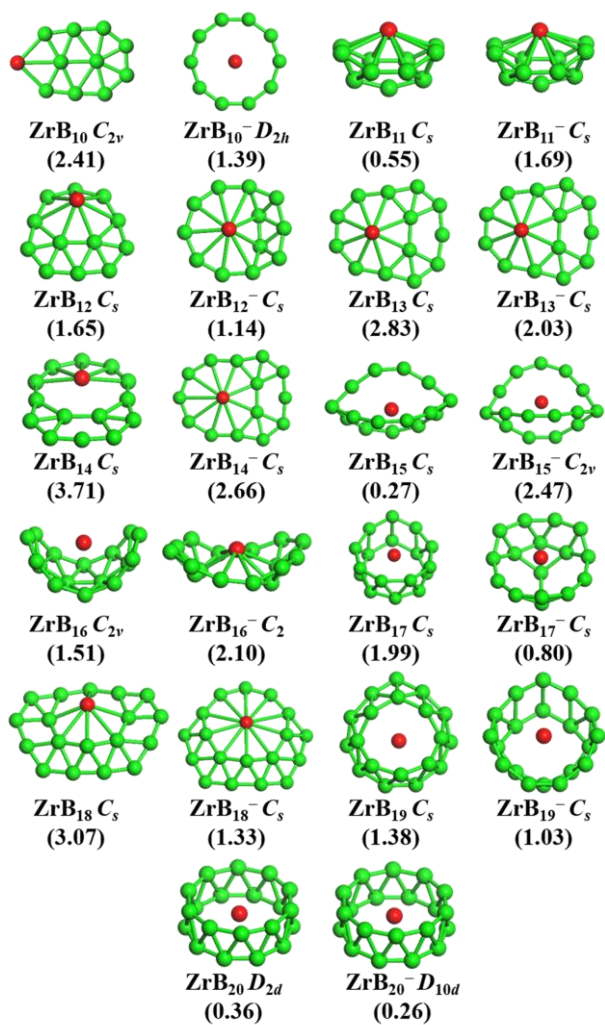 ZrB₁₀ C₂ᵥ ZrB₁₀⁻ D₂ₕ ZrB₁₁ Cₛ ZrB₁₁⁻ Cₛ
(2.41) (1.39) (0.55) (1.69)
ZrB₁₂ Cₛ ZrB₁₂⁻ Cₛ ZrB₁₃ Cₛ ZrB₁₃⁻ Cₛ
(1.65) (1.14) (2.83) (2.03)
ZrB₁₄ Cₛ ZrB₁₄⁻ Cₛ ZrB₁₅ Cₛ ZrB₁₅⁻ C₂ᵥ
(3.71) (2.66) (0.27) (2.47)
ZrB₁₆ C₂ᵥ ZrB₁₆⁻ C₂ ZrB₁₇ Cₛ ZrB₁₇⁻ Cₛ
(1.51) (2.10) (1.99) (0.80)
ZrB₁₈ Cₛ ZrB₁₈⁻ Cₛ ZrB₁₉ Cₛ ZrB₁₉⁻ Cₛ
(3.07) (1.33) (1.38) (1.03)
ZrB₂₀ D₂d ZrB₂₀⁻ D₁₀d
(0.36) (0.26)